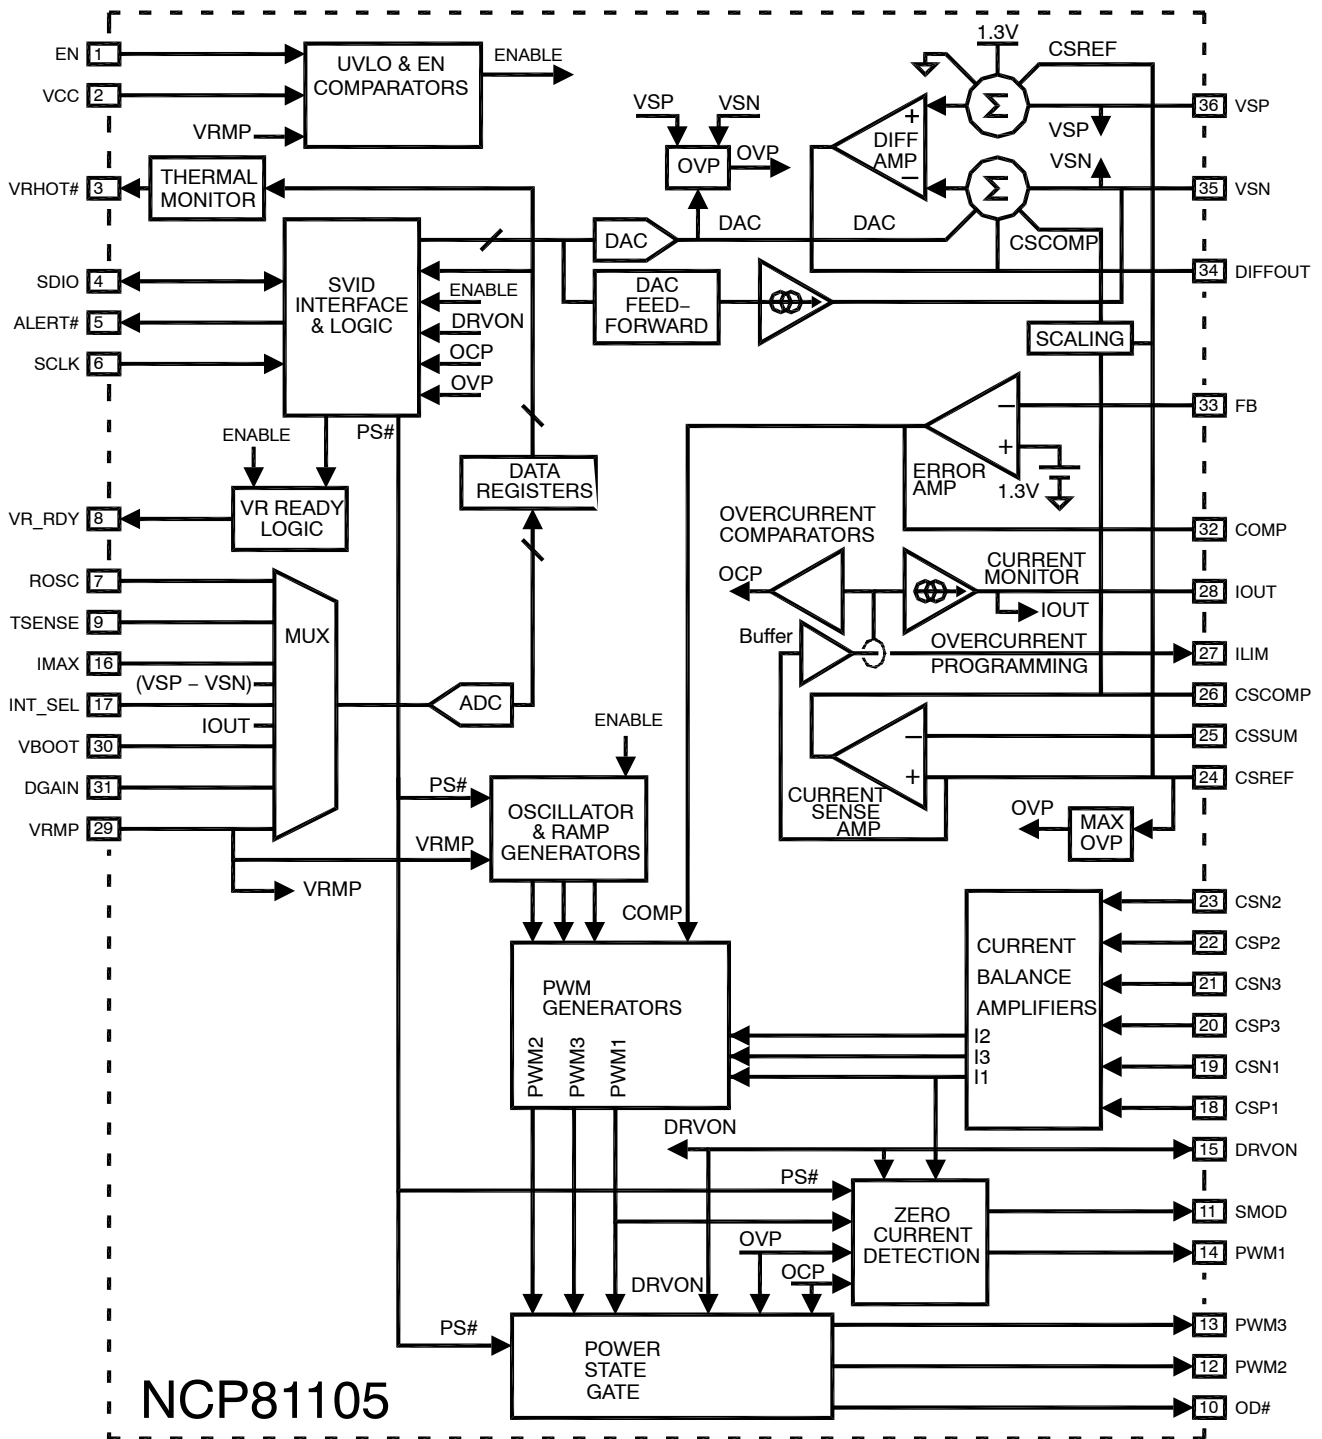 1.3V
CSREF
EN 1
UVLO & EN
COMPARATORS
ENABLE
VCC 2
VSP
VSN
36 VSP
VRMP
+
DIFF
AMP
−
Σ
VSP
OVP
OVP
VSN
THERMAL
MONITOR
VRHOT# 3
Σ
35 VSN
DAC
DAC
DAC
CSCOMP
SDIO 4
SVID
INTERFACE
& LOGIC
ENABLE
DAC
FEED−
FORWARD
34 DIFFOUT
ALERT# 5
DRVON
SCALING
SCLK 6
OCP
OVP
−
33 FB
ENABLE
PS#
+
ERROR
AMP
1.3V
DATA
REGISTERS
VR_RDY 8
VR READY
LOGIC
OVERCURRENT
COMPARATORS
32 COMP
ROSC 7
OCP
CURRENT
MONITOR
28 IOUT
IOUT
TSENSE 9
MUX
Buffer
OVERCURRENT
PROGRAMMING
27 ILIM
IMAX 16
(VSP − VSN)
26 CSCOMP
INT_SEL 17
ADC
IOUT
ENABLE
−
25 CSSUM
VBOOT 30
+
24 CSREF
DGAIN 31
PS#
CURRENT
SENSE
AMP
OVP
MAX
OVP
OSCILLATOR
& RAMP
GENERATORS
VRMP 29
VRMP
VRMP
COMP
23 CSN2
CURRENT
BALANCE
AMPLIFIERS
22 CSP2
PWM
GENERATORS
21 CSN3
20 CSP3
I2
I3
I1
PWM2
PWM3
PWM1
19 CSN1
18 CSP1
DRVON
15 DRVON
PS#
ZERO
CURRENT
DETECTION
11 SMOD
OVP
14 PWM1
OCP
DRVON
PS#
POWER
STATE
GATE
13 PWM3
12 PWM2
10 OD#
NCP81105